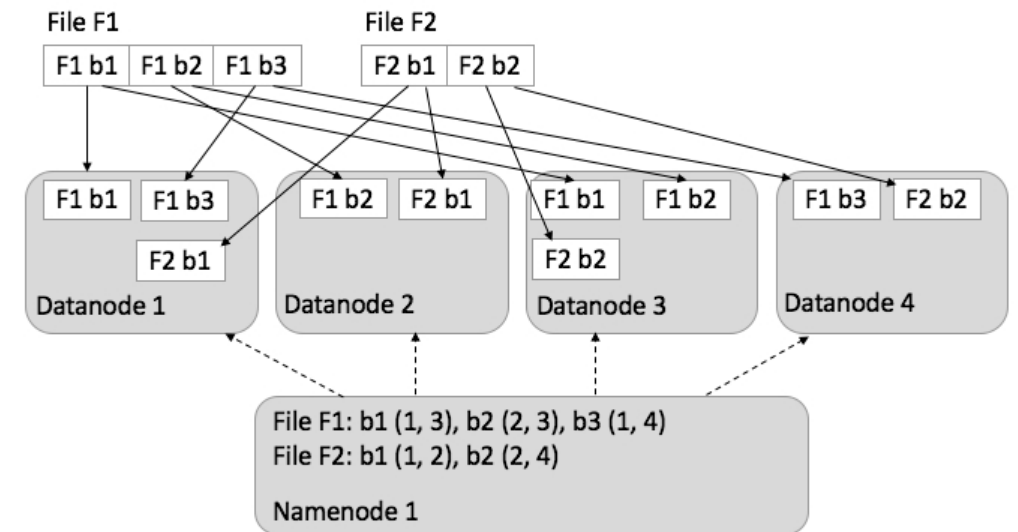 File F1
File F2
F1 b1 F1 b2 F1 b3
F2 b1 F2 b2
F1 b1 F1 b3
F2 b1
Datanode 1
F1 b2 F2 b1
Datanode 2
F1 b1 F1 b2
F2 b2
Datanode 3
F1 b3 F2 b2
Datanode 4
File F1: b1 (1, 3), b2 (2, 3), b3 (1, 4)
File F2: b1 (1, 2), b2 (2, 4)
Namenode 1